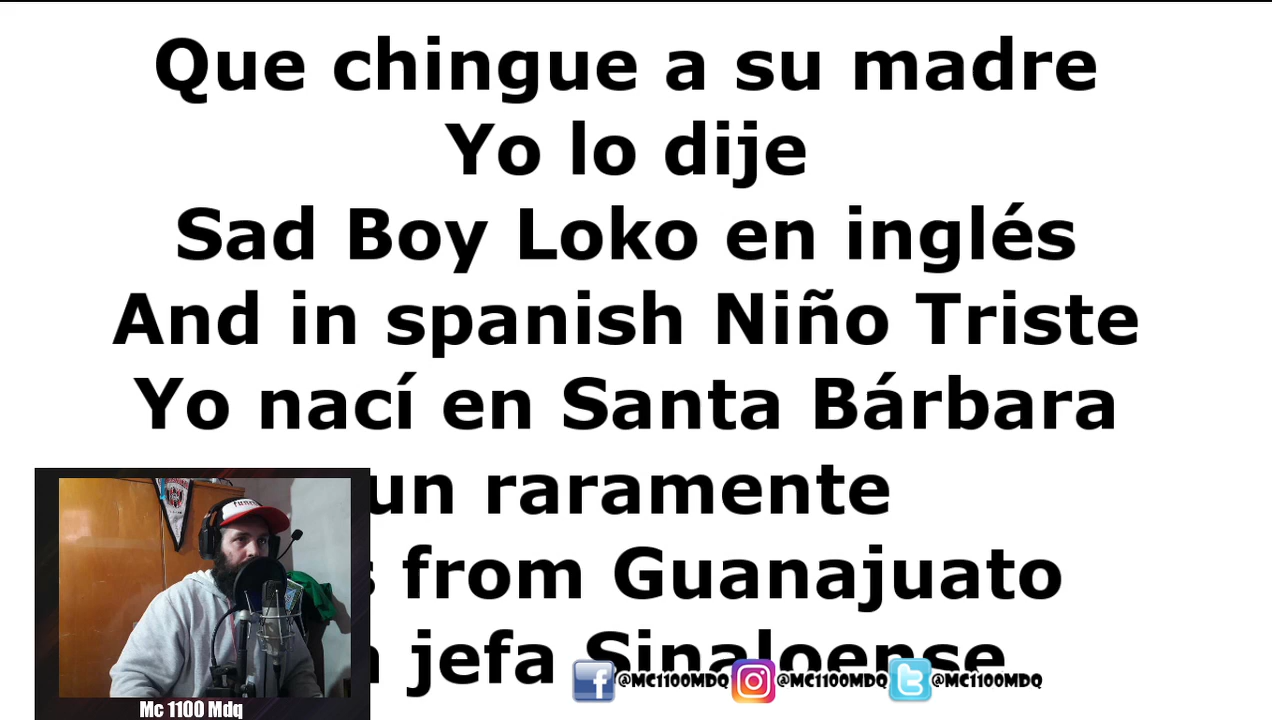 Que chingue a su madre
Yo lo dije
Sad Boy Loko en inglés
And in spanish Niño Triste
Yo nací en Santa Bárbara
un raramente
from Guanajuato
jefa Sinaloense
@MC1100MDQ @MC1100MDQ @MC1100MDQ
Mc 1100 Mdq